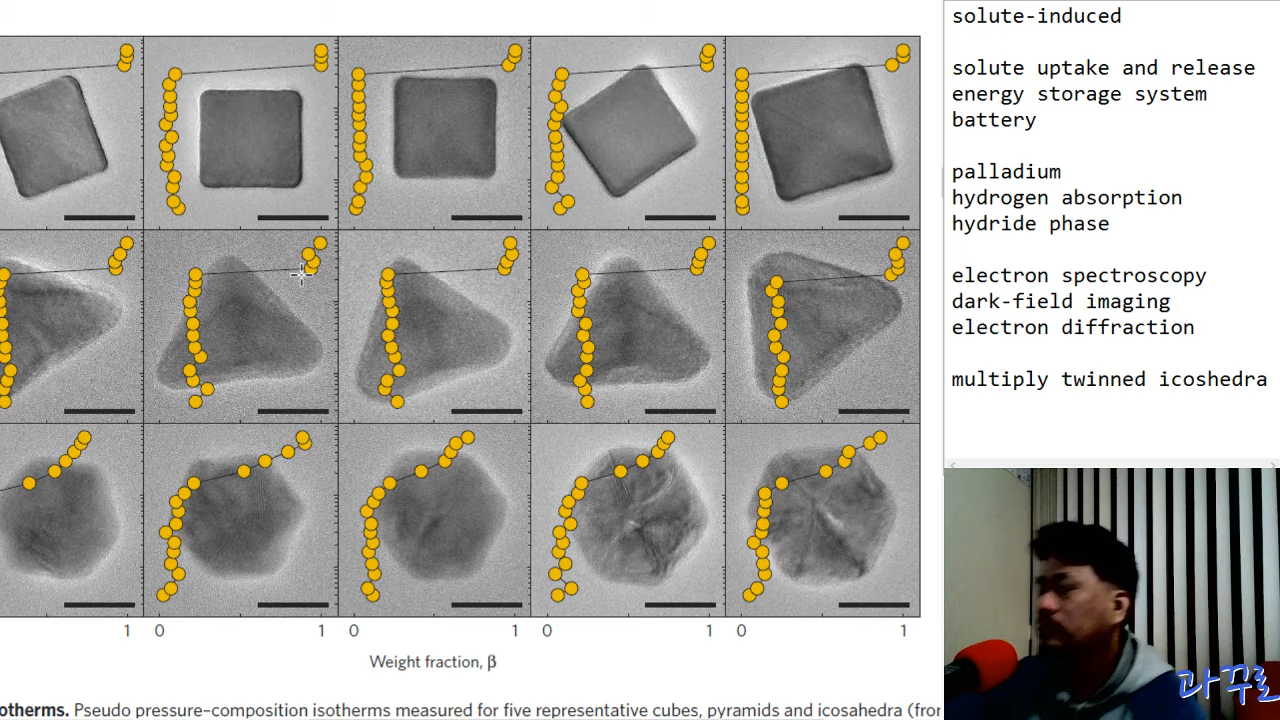 1 0 1 0 1 0 1 0 1
Weight fraction, β
otherms. Pseudo pressure–composition isotherms measured for five representative cubes, pyramids and icosahedra (fron
solute-induced
solute uptake and release
energy storage system
battery
palladium
hydrogen absorption
hydride phase
electron spectroscopy
dark-field imaging
electron diffraction
multiply twinned icoshedra
과꾸로